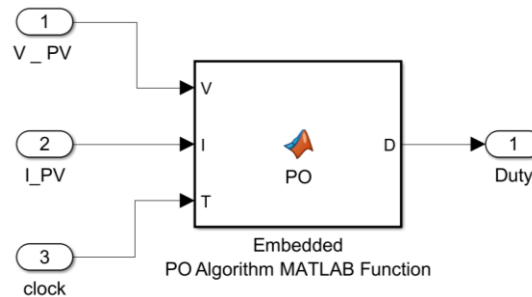 1
V _ PV
V
2
I_PV
I
PO
D
1
Duty
T
3
clock
Embedded
PO Algorithm MATLAB Function